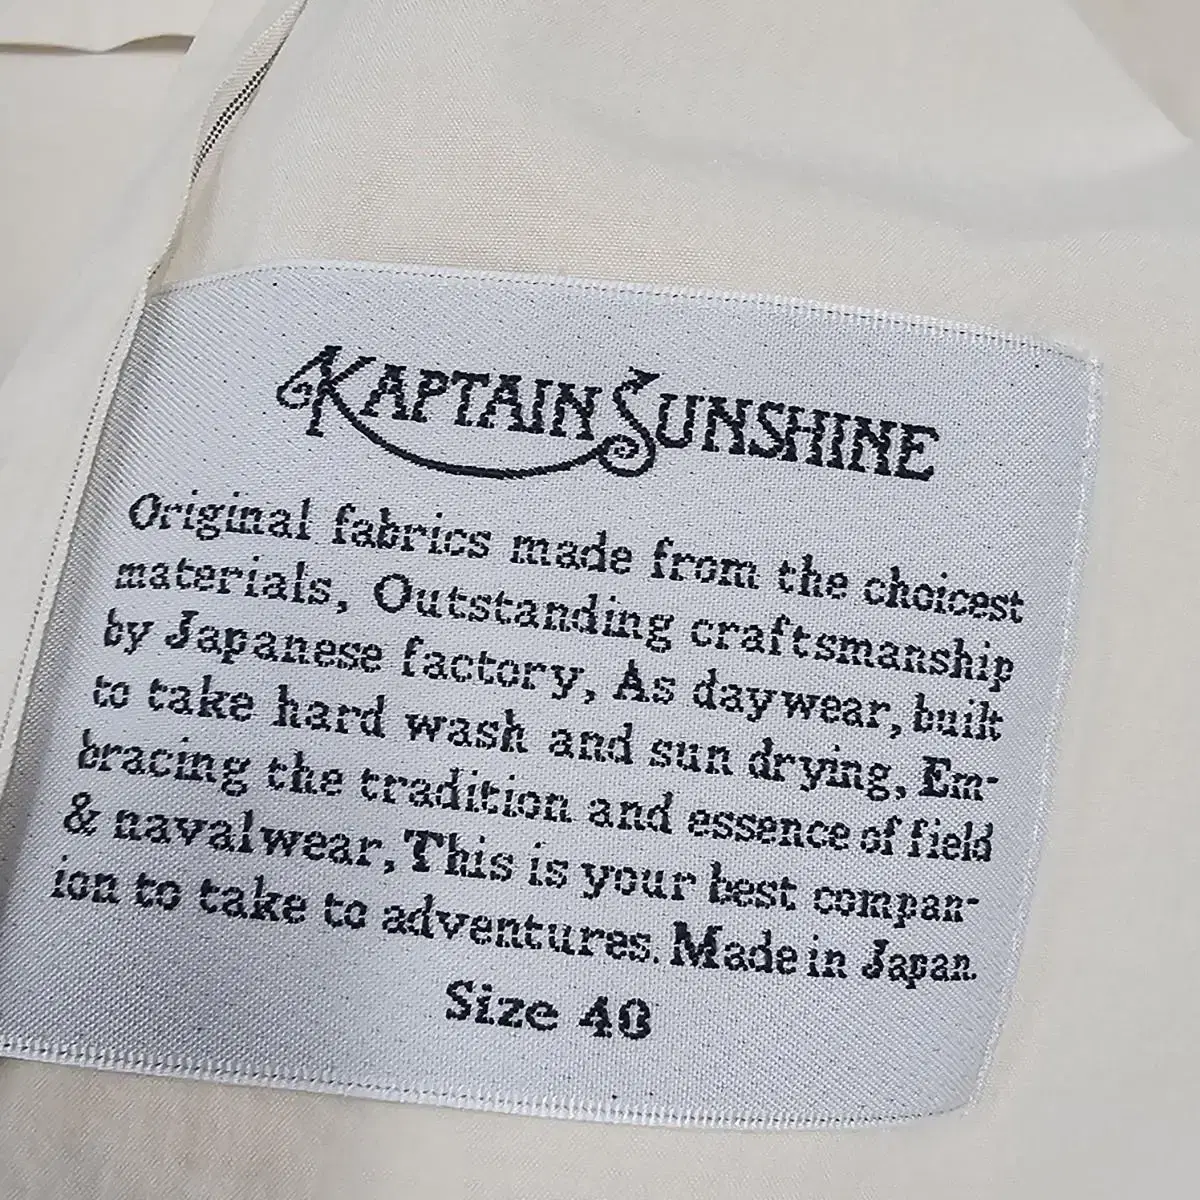 KAPTAIN SUNSHINE
Original fabrics made from the choicest
materials, Outstanding craftsmanship
by Japanese factory, As daywear, built
to take hard wash and sun drying, Em-
bracing the tradition and essence of field
& navalwear, This is your best compan-
ion to take to adventures. Made in Japan.
Size 40